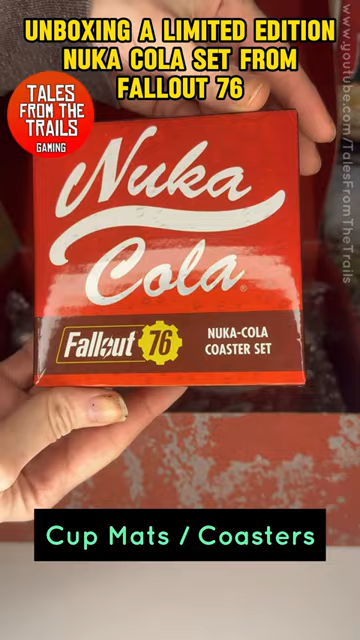 UNBOXING A LIMITED EDITION
NUKA COLA SET FROM
FALLOUT 76
TALES
FROM THE
TRAILS
GAMING
www.youtube.com/TalesFromTheTrails
Nuka
Cola®
Fallout 76
NUKA-COLA
COASTER SET
Cup Mats / Coasters